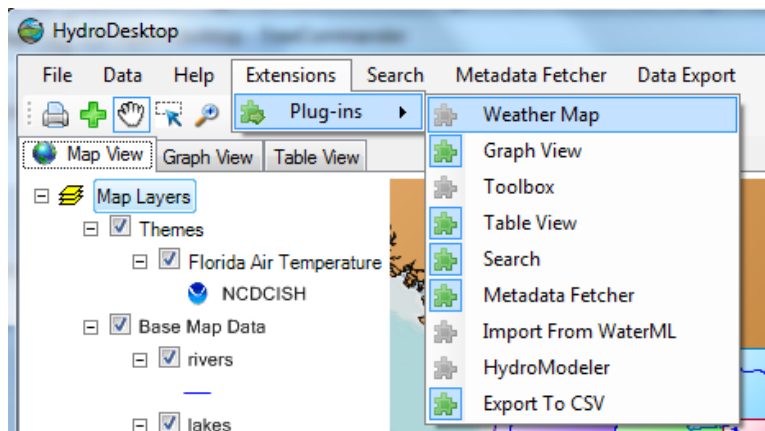 HydroDesktop
File Data Help Extensions Search Metadata Fetcher Data Export
Plug-ins
Weather Map
Graph View
Toolbox
Table View
Search
Metadata Fetcher
Import From WaterML
HydroModeler
Export To CSV
Map View Graph View Table View
Map Layers
Themes
Florida Air Temperature
NCDCISH
Base Map Data
rivers
lakes